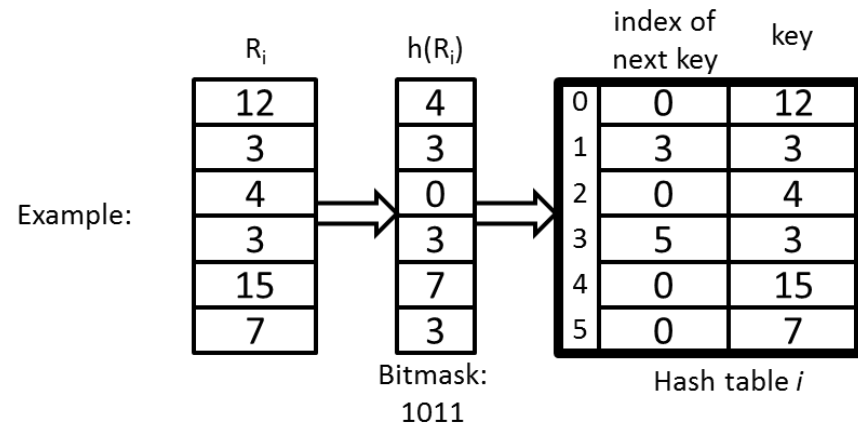 index of
next key
key
R_i
h(R_i)
12 4 0 0 12
3 3 1 3 3
4 0 2 0 4
Example:
3 3 3 5 3
15 7 4 0 15
7 3 5 0 7
Bitmask:
1011
Hash table i